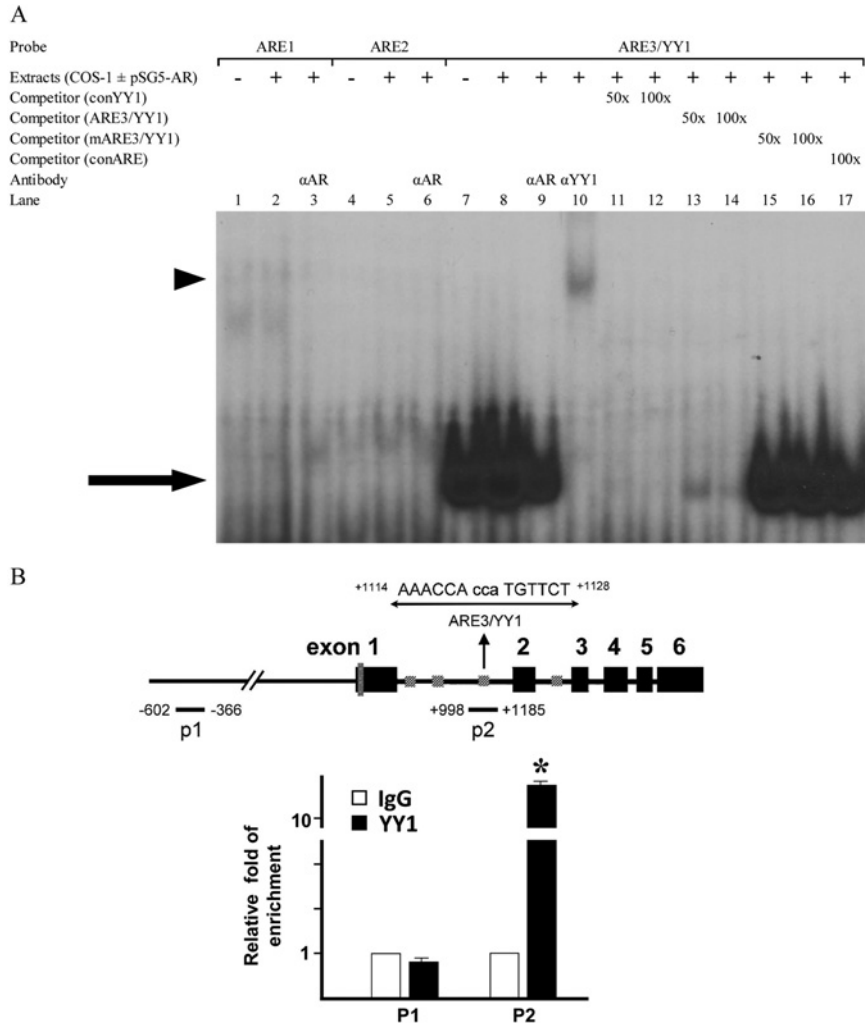 A
Probe ARE1 ARE2 ARE3/YY1
Extracts (COS-1 ± pSG5-AR) - + + - + + - + + + + + + + + + +
Competitor (conYY1) 50x 100x
Competitor (ARE3/YY1) 50x 100x
Competitor (mARE3/YY1) 50x 100x
Competitor (conARE) 100x
Antibody αAR αAR αAR αYY1
Lane 1 2 3 4 5 6 7 8 9 10 11 12 13 14 15 16 17
B
+1114 AAACCA cca TGTTCT +1128
ARE3/YY1
exon 1 2 3 4 5 6
-602 -366 +998 +1185
p1 p2
*
IgG
10
YY1
Relative fold of
enrichment
1
P1 P2